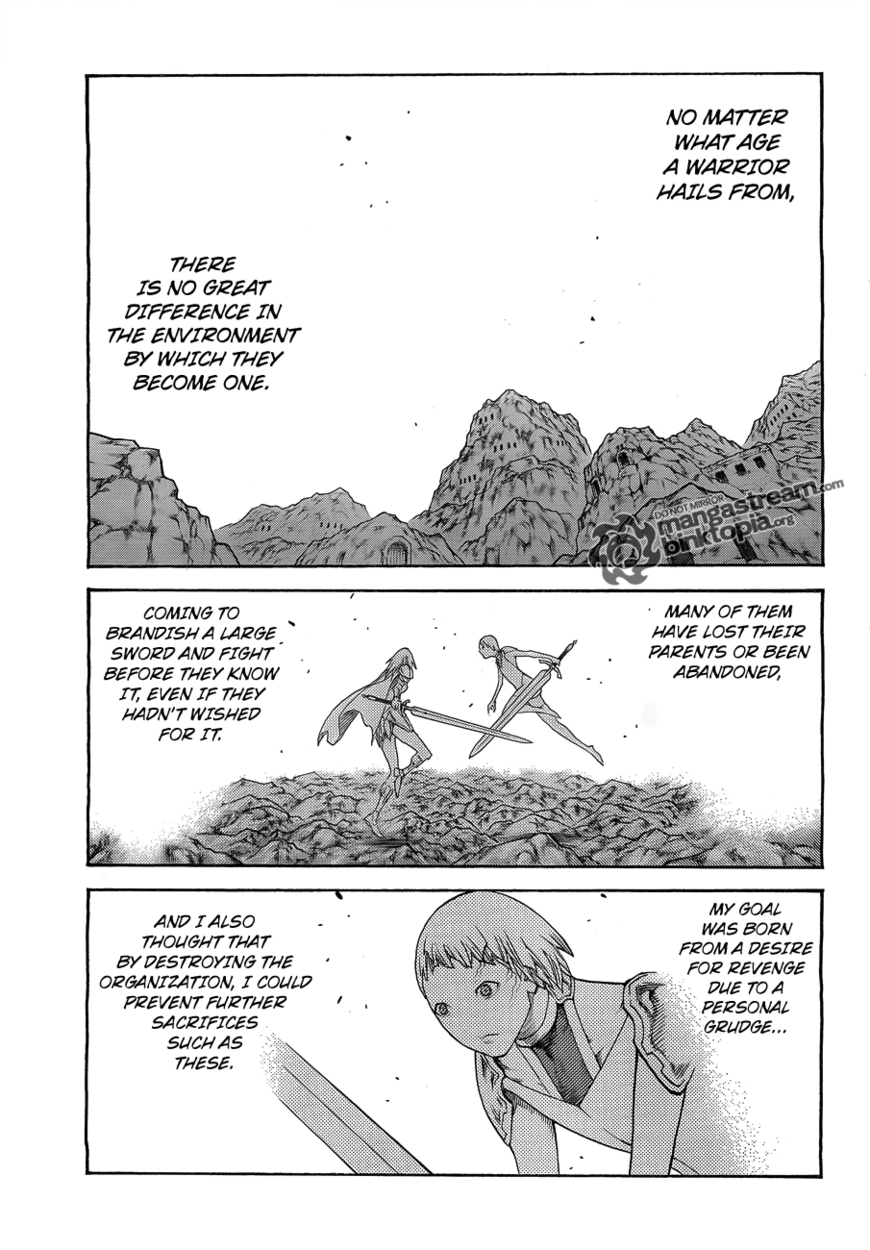 NO MATTER
WHAT AGE
A WARRIOR
HAILS FROM,
THERE
IS NO GREAT
DIFFERENCE IN
THE ENVIRONMENT
BY WHICH THEY
BECOME ONE.
DO NOT MIRROR
mangastream.com
oinktopia.org
MANY OF THEM
HAVE LOST THEIR
PARENTS OR BEEN
ABANDONED,
COMING TO
BRANDISH A LARGE
SWORD AND FIGHT
BEFORE THEY KNOW
IT, EVEN IF THEY
HADN'T WISHED
FOR IT.
MY GOAL
WAS BORN
FROM A DESIRE
FOR REVENGE
DUE TO A
PERSONAL
GRUDGE...
AND I ALSO
THOUGHT THAT
BY DESTROYING THE
ORGANIZATION, I COULD
PREVENT FURTHER
SACRIFICES
SUCH AS
THESE.